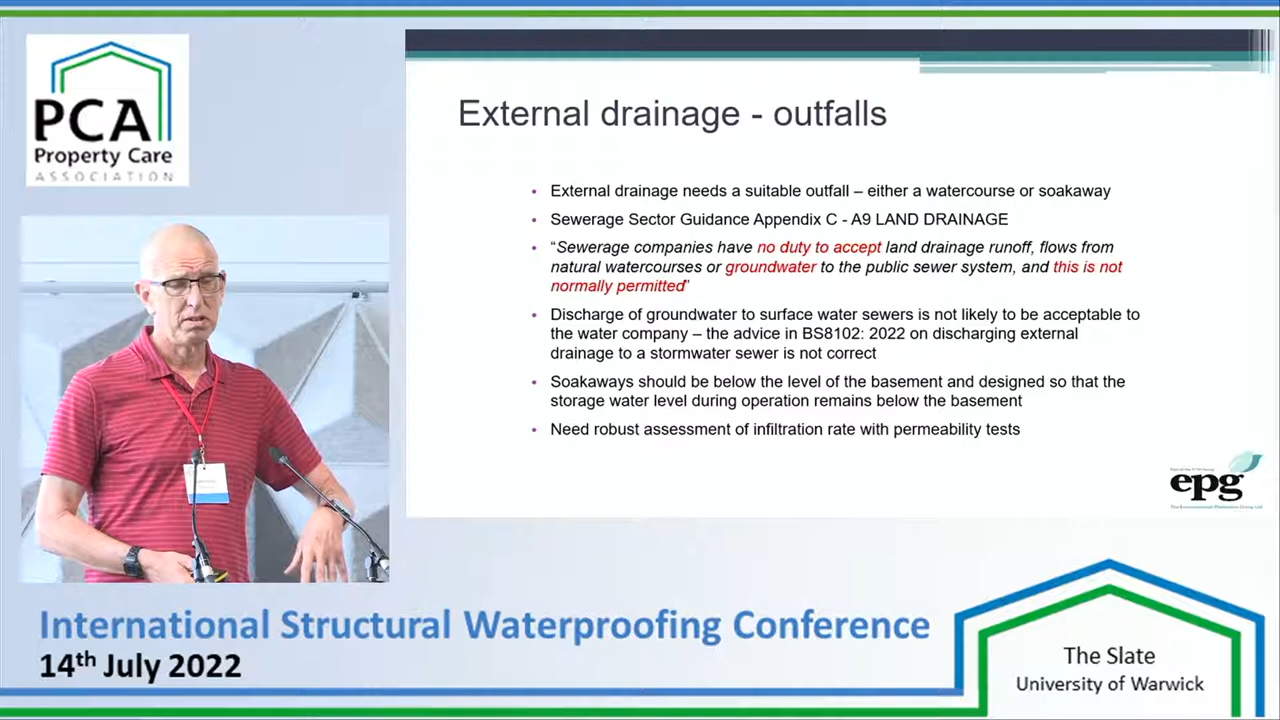 PCA
Property Care
ASSOCIATION
External drainage - outfalls
• External drainage needs a suitable outfall – either a watercourse or soakaway
• Sewerage Sector Guidance Appendix C - A9 LAND DRAINAGE
• “Sewerage companies have no duty to accept land drainage runoff, flows from
natural watercourses or groundwater to the public sewer system, and this is not
normally permitted”
• Discharge of groundwater to surface water sewers is not likely to be acceptable to
the water company – the advice in BS8102: 2022 on discharging external
drainage to a stormwater sewer is not correct
• Soakaways should be below the level of the basement and designed so that the
storage water level during operation remains below the basement
• Need robust assessment of infiltration rate with permeability tests
epg
International Structural Waterproofing Conference
14th July 2022
The Slate
University of Warwick